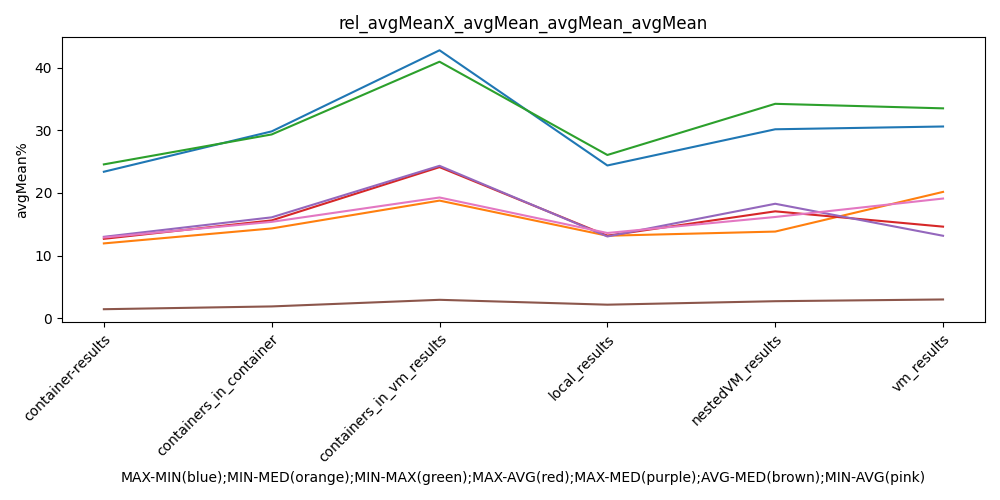 rel_avgMeanX_avgMean_avgMean_avgMean
avgMean%
40
30
20
10
0
container-results
containers_in_container
containers_in_vm_results
local_results
nestedVM_results
vm_results
MAX-MIN(blue);MIN-MED(orange);MIN-MAX(green);MAX-AVG(red);MAX-MED(purple);AVG-MED(brown);MIN-AVG(pink)